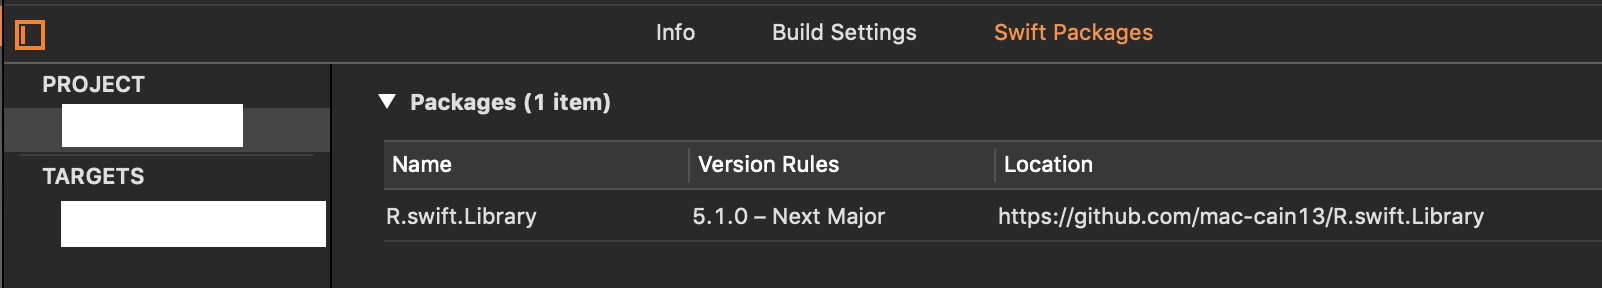 Info Build Settings Swift Packages
PROJECT
TARGETS
Packages (1 item)
Name Version Rules Location
R.swift.Library 5.1.0 – Next Major https://github.com/mac-cain13/R.swift.Library